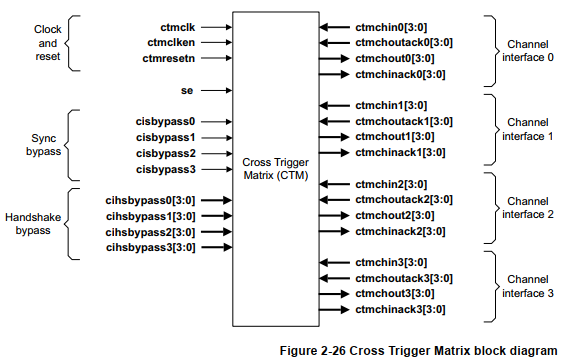 Clock
and
reset
ctmclk
ctmclken
ctmresetn
se
Sync
bypass
cisbypass0
cisbypass1
cisbypass2
cisbypass3
Handshake
bypass
cihsbypass0[3:0]
cihsbypass1[3:0]
cihsbypass2[3:0]
cihsbypass3[3:0]
Cross Trigger
Matrix (CTM)
ctmchin0[3:0]
ctmchoutack0[3:0]
ctmchout0[3:0]
ctmchinack0[3:0]
Channel
interface 0
ctmchin1[3:0]
ctmchoutack1[3:0]
ctmchout1[3:0]
ctmchinack1[3:0]
Channel
interface 1
ctmchin2[3:0]
ctmchoutack2[3:0]
ctmchout2[3:0]
ctmchinack2[3:0]
Channel
interface 2
ctmchin3[3:0]
ctmchoutack3[3:0]
ctmchout3[3:0]
ctmchinack3[3:0]
Channel
interface 3
Figure 2-26 Cross Trigger Matrix block diagram